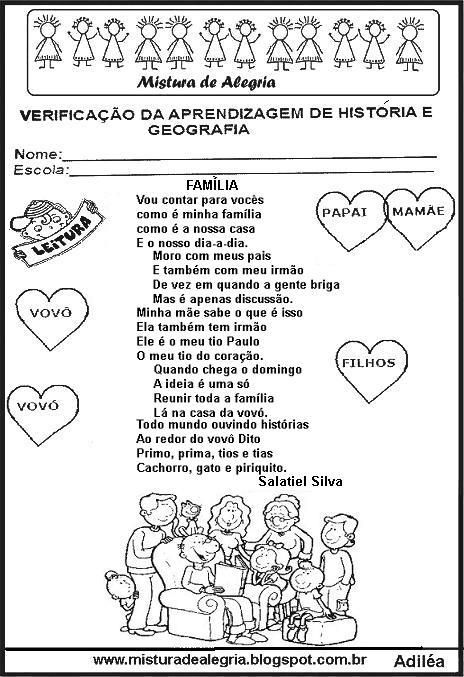 Mistura de Alegria
VERIFICAÇÃO DA APRENDIZAGEM DE HISTÓRIA E
GEOGRAFIA
Nome:
Escola:
FAMÍLIA
Vou contar para vocês
como é minha família
como é a nossa casa
E o nosso dia-a-dia.
Moro com meus pais
E também com meu irmão
De vez em quando a gente briga
Mas é apenas discussão.
Minha mãe sabe o que é isso
Ela também tem irmão
Ele é o meu tio Paulo
O meu tio do coração.
Quando chega o domingo
A ideia é uma só
Reunir toda a família
Lá na casa da vovó.
Todo mundo ouvindo histórias
Ao redor do vovô Dito
Primo, prima, tios e tias
Cachorro, gato e piriquito.
Salatiel Silva
LEITURA
PAPAI
MAMÃE
VOVÔ
FILHOS
VOVÓ
www.misturadealegria.blogspot.com.br
Adiléa